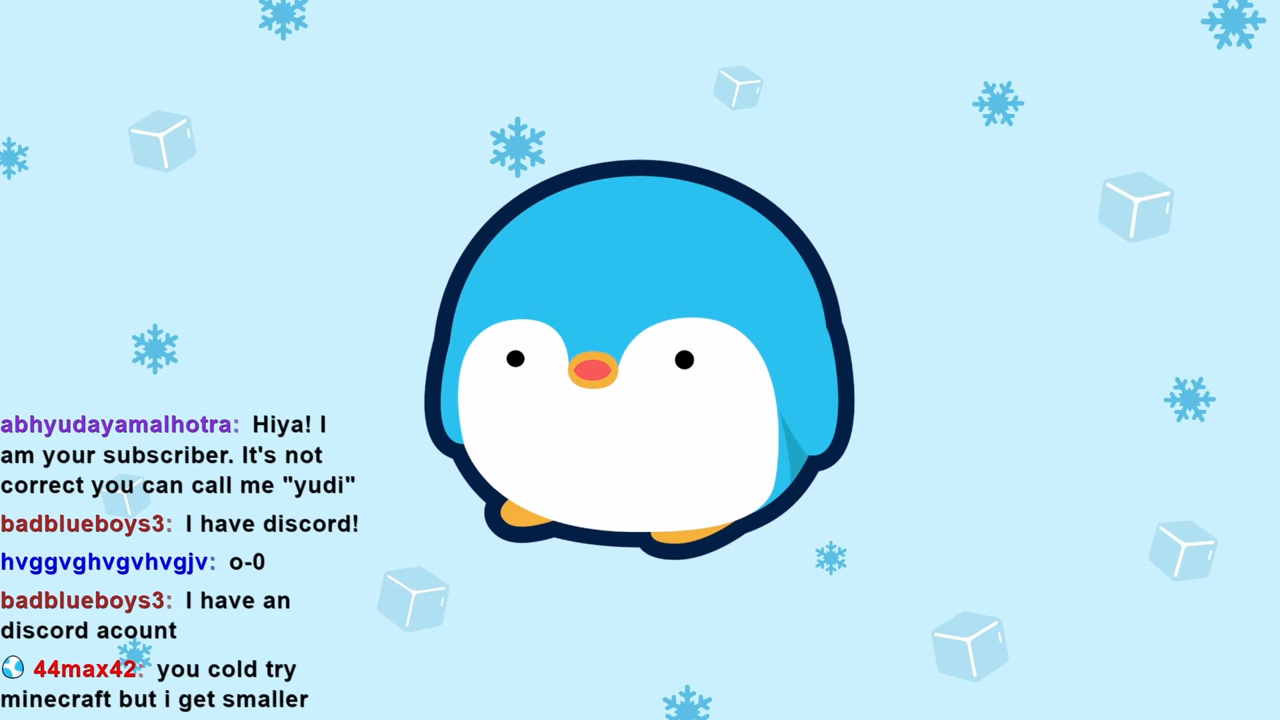 abhyudayamalhotra: Hiya! I
am your subscriber. It's not
correct you can call me "yudi"
badblueboys3: I have discord!
hvggvghvgvhvgjv: o-0
badblueboys3: I have an
discord acount
44max42: you cold try
minecraft but i get smaller